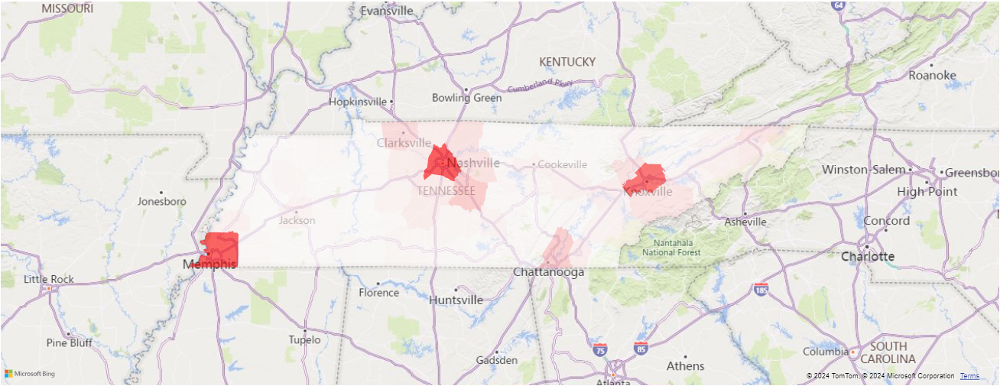 MISSOURI
Evansville
64
KENTUCKY
Roanoke
Cumberland Pkwy
Hopkinsville
Bowling Green
Clarksville
Nashville
Cookeville
Winston-Salem
Greensbor
TENNESSEE
Knoxville
High Point
Jonesboro
Jackson
Asheville
Concord
Nantahala
National Forest
Memphis
Charlotte
Chattanooga
Little Rock
Florence
Huntsville
185
Tupelo
Pine Bluff
75
85
Gadsden
Athens
Columbia
SOUTH
CAROLINA
Microsoft Bing
Atlanta
© 2024 TomTom, © 2024 Microsoft Corporation Terms